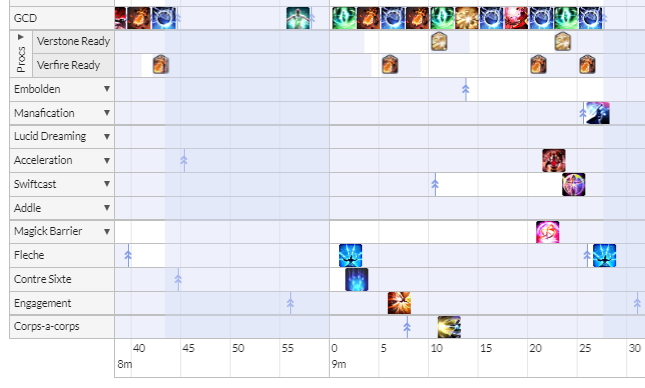 GCD
Procs
Verstone Ready
Verfire Ready
Embolden
Manafication
Lucid Dreaming
Acceleration
Swiftcast
Addle
Magick Barrier
Fleche
Contre Sixte
Engagement
Corps-a-corps
40 45 50 55 0 5 10 15 20 25 30
8m 9m